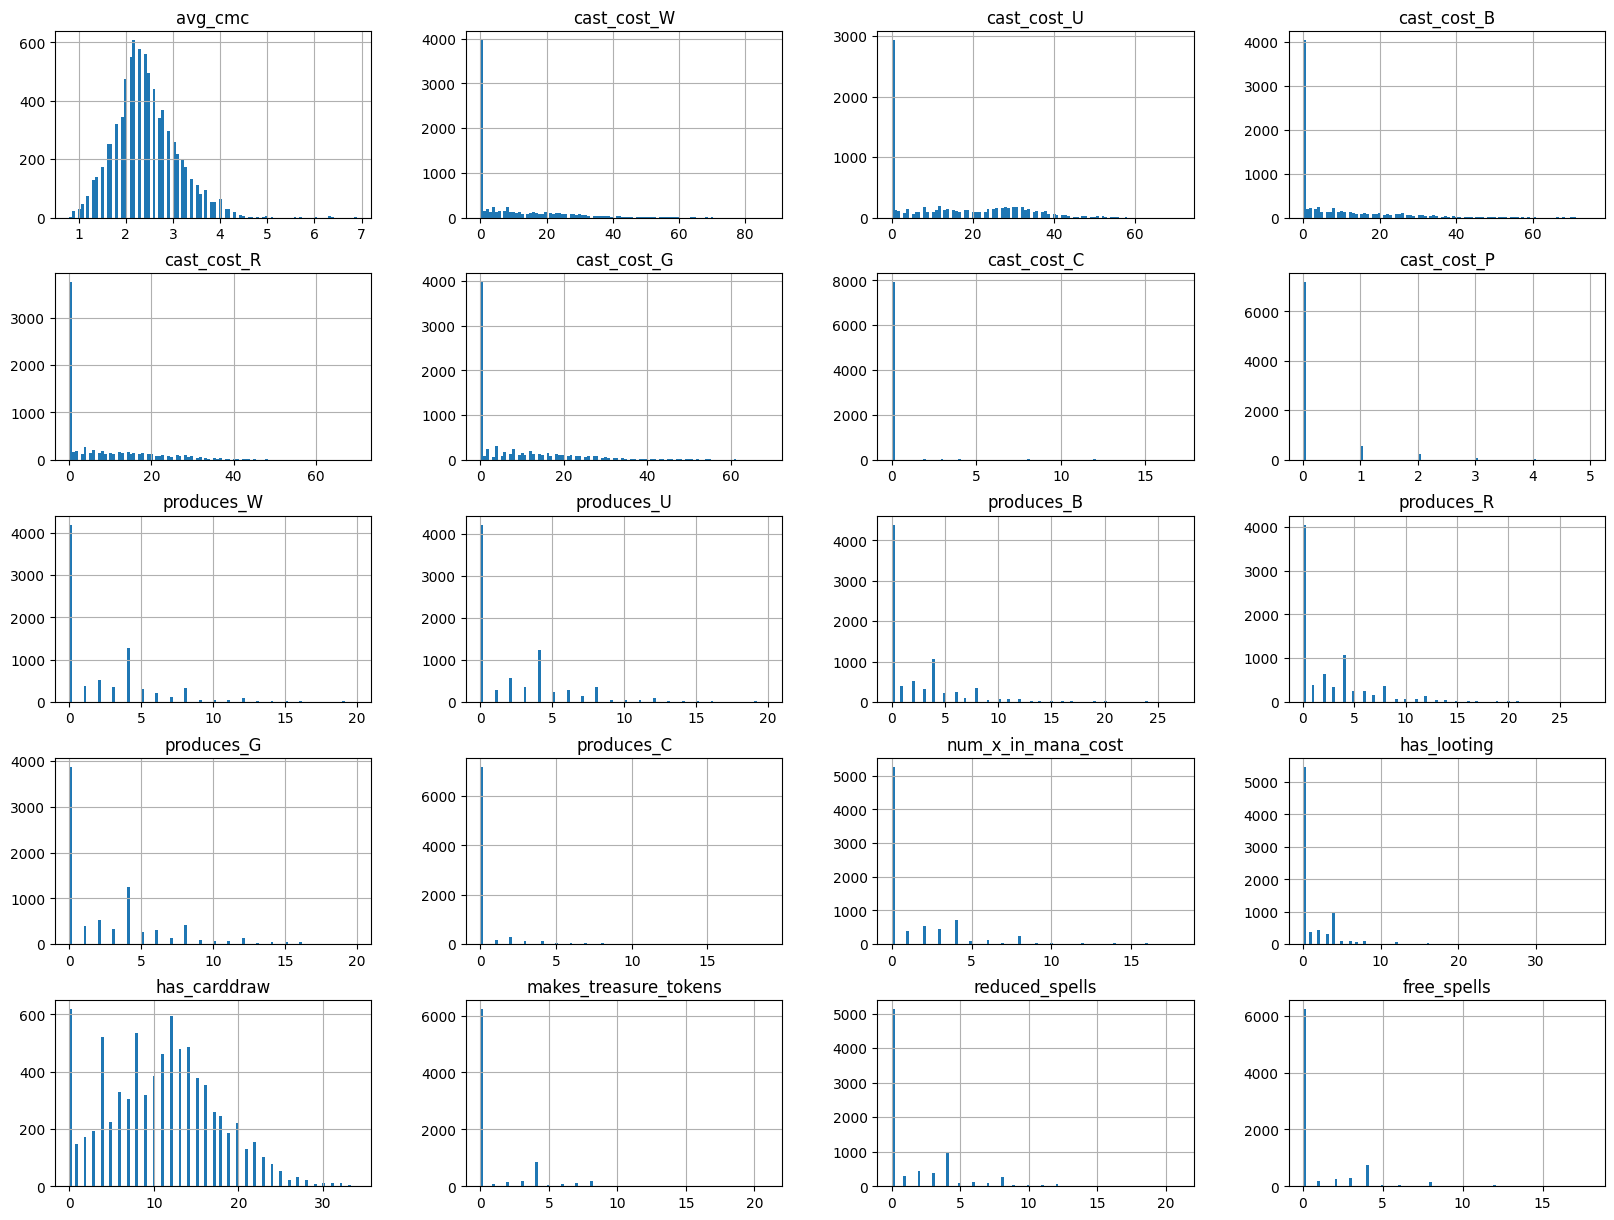 avg_cmc
600
400
200
0
1 2 3 4 5 6 7
cast_cost_W
4000
3000
2000
1000
0
0 20 40 60 80
cast_cost_U
3000
2000
1000
0
0 20 40 60
cast_cost_B
4000
3000
2000
1000
0
0 20 40 60
cast_cost_R
3000
2000
1000
0
0 20 40 60
cast_cost_G
4000
3000
2000
1000
0
0 20 40 60
cast_cost_C
8000
6000
4000
2000
0
0 5 10 15
cast_cost_P
6000
4000
2000
0
0 1 2 3 4 5
produces_W
4000
3000
2000
1000
0
0 5 10 15 20
produces_U
4000
3000
2000
1000
0
0 5 10 15 20
produces_B
4000
3000
2000
1000
0
0 5 10 15 20 25
produces_R
4000
3000
2000
1000
0
0 5 10 15 20 25
produces_G
4000
3000
2000
1000
0
0 5 10 15 20
produces_C
6000
4000
2000
0
0 5 10 15
num_x_in_mana_cost
5000
4000
3000
2000
1000
0
0 5 10 15
has_looting
5000
4000
3000
2000
1000
0
0 10 20 30
has_carddraw
600
400
200
0
0 10 20 30
makes_treasure_tokens
6000
4000
2000
0
0 5 10 15 20
reduced_spells
5000
4000
3000
2000
1000
0
0 5 10 15 20
free_spells
6000
4000
2000
0
0 5 10 15